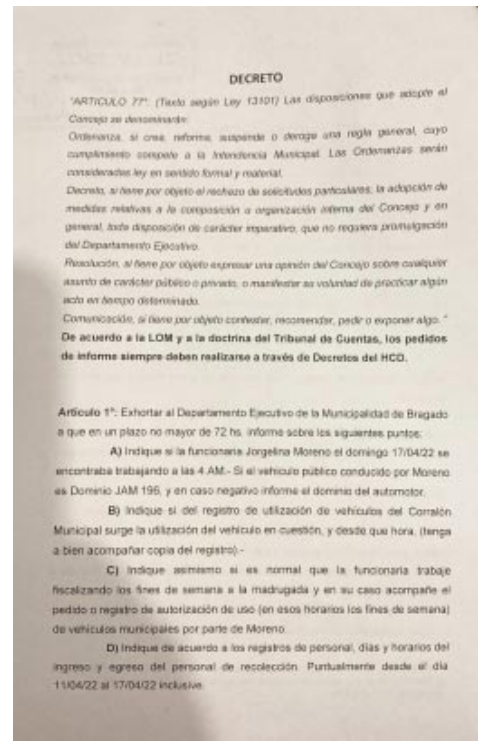 DECRETO
"ARTICULO 77°: (Texto según Ley 13101) Las disposiciones que adopte el
Concejo se denominarán:
Ordenanza, si crea, reforma, suspende o deroga una regla general, cuyo
cumplimiento compete a la Intendencia Municipal. Las Ordenanzas serán
consideradas ley en sentido formal y material.
Decreto, si tiene por objeto el rechazo de solicitudes particulares, la adopción de
medidas relativas a la composición u organización interna del Concejo y en
general, toda disposición de carácter imperativo, que no requiera promulgación
del Departamento Ejecutivo.
Resolución, si tiene por objeto expresar una opinión del Concejo sobre cualquier
asunto de carácter público o privado, o manifestar su voluntad de practicar algún
acto en tiempo determinado.
Comunicación, si tiene por objeto contestar, recomendar, pedir o exponer algo. "
De acuerdo a la LOM y a la doctrina del Tribunal de Cuentas, los pedidos
de informe siempre deben realizarse a través de Decretos del HCD.
Artículo 1°: Exhortar al Departamento Ejecutivo de la Municipalidad de Bragado
a que en un plazo no mayor de 72 hs. informe sobre los siguientes puntos:
A) Indique si la funcionaria Jorgelina Moreno el domingo 17/04/22 se
encontraba trabajando a las 4 AM.- Si el vehículo público conducido por Moreno
es Dominio JAM 195, y en caso negativo informe el dominio del automotor.
B) Indique si del registro de utilización de vehículos del Corralón
Municipal surge la utilización del vehículo en cuestión, y desde que hora, (tenga
a bien acompañar copia del registro).-
C) Indique asimismo si es normal que la funcionaria trabaje
fiscalizando los fines de semana a la madrugada y en su caso acompañe el
pedido o registro de autorización de uso (en esos horarios los fines de semana)
de vehículos municipales por parte de Moreno.
D) Indique de acuerdo a los registros de personal, días y horarios del
ingreso y egreso del personal de recolección. Puntualmente desde el día
11/04/22 al 17/04/22 inclusive.